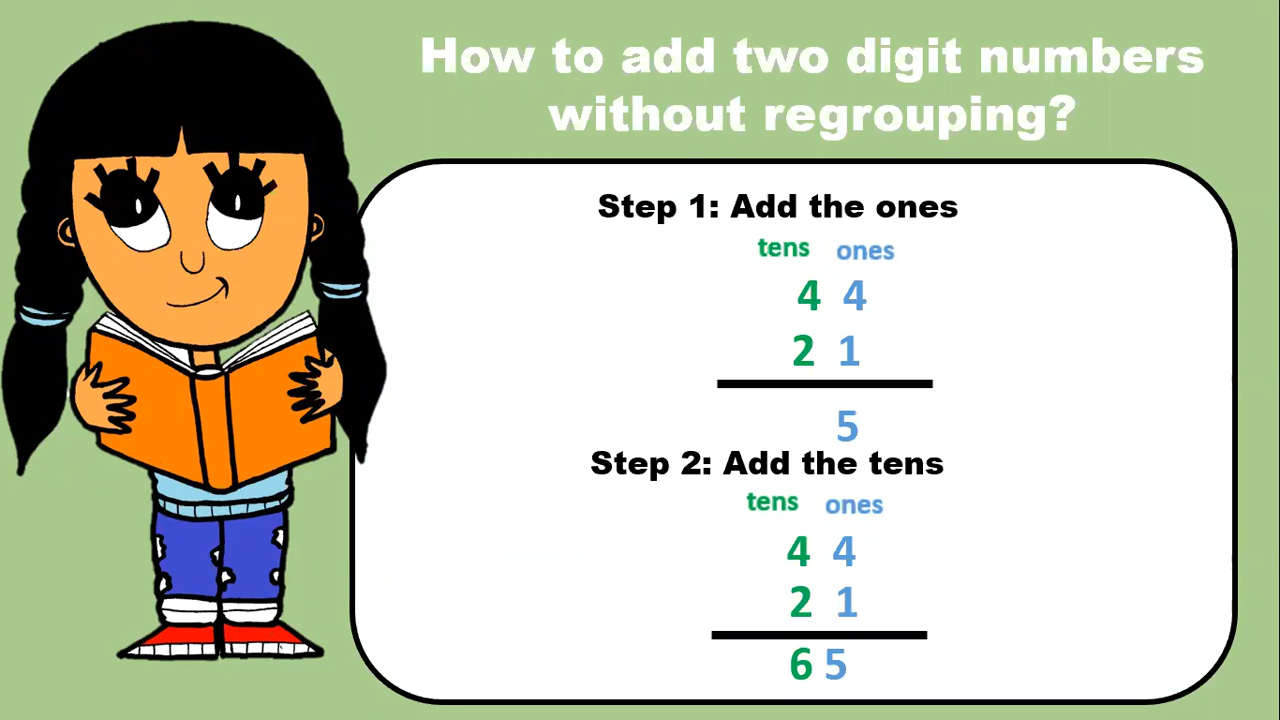 How to add two digit numbers
without regrouping?
Step 1: Add the ones
tens ones
4 4
2 1
5
Step 2: Add the tens
tens ones
4 4
2 1
6 5